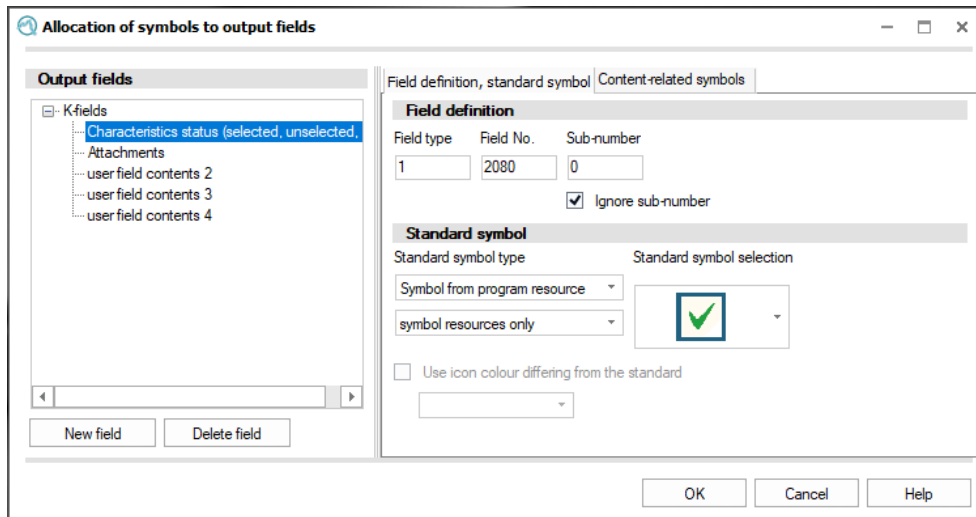 Allocation of symbols to output fields
Output fields
K-fields
Characteristics status (selected, unselected,
Attachments
user field contents 2
user field contents 3
user field contents 4
New field
Delete field
Field definition, standard symbol
Content-related symbols
Field definition
Field type
Field No.
Sub-number
1
2080
0
Ignore sub-number
Standard symbol
Standard symbol type
Standard symbol selection
Symbol from program resource
symbol resources only
Use icon colour differing from the standard
OK
Cancel
Help